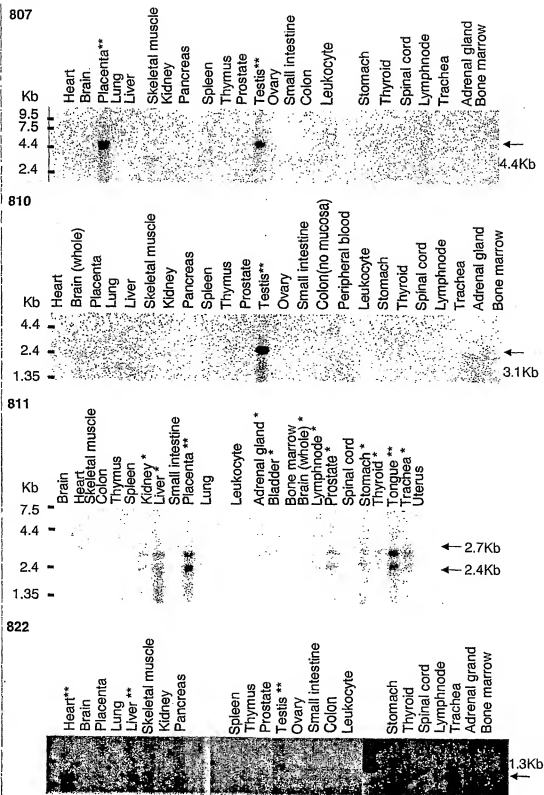 807
Heart
Brain
Placenta**
Lung
Liver
Skeletal muscle
Kidney
Pancreas
Spleen
Thymus
Prostate
Testis**
Ovary
Small intestine
Colon
Leukocyte
Stomach
Thyroid
Spinal cord
Lymphnode
Trachea
Adrenal gland
Bone marrow
Kb
9.5
7.5
4.4
2.4
4.4Kb
810
Heart
Brain (whole)
Placenta
Lung
Liver
Skeletal muscle
Kidney
Pancreas
Spleen
Thymus
Prostate
Testis**
Ovary
Small intestine
Colon(no mucosa)
Peripheral blood
Leukocyte
Stomach
Thyroid
Spinal cord
Lymphnode
Trachea
Adrenal gland
Bone marrow
4.4
2.4
1.35
3.1Kb
811
Brain
Heart
Skeletal muscle
Colon
Thymus
Spleen
Kidney *
Liver *
Small intestine
Placenta **
Lung
Leukocyte
Adrenal gland *
Bladder *
Bone marrow
Brain (whole) *
Lymphnode *
Prostate *
Spinal cord
Stomach *
Thyroid *
Tongue **
Trachea *
Uterus
Kb
7.5
4.4
2.4
1.35
2.7Kb
2.4Kb
822
Heart**
Brain
Placenta
Lung
Liver **
Skeletal muscle
Kidney
Pancreas
Spleen
Thymus
Prostate
Testis **
Ovary
Small intestine
Colon
Leukocyte
Stomach
Thyroid
Spinal cord
Lymphnode
Trachea
Adrenal grand
Bone marrow
1.3Kb